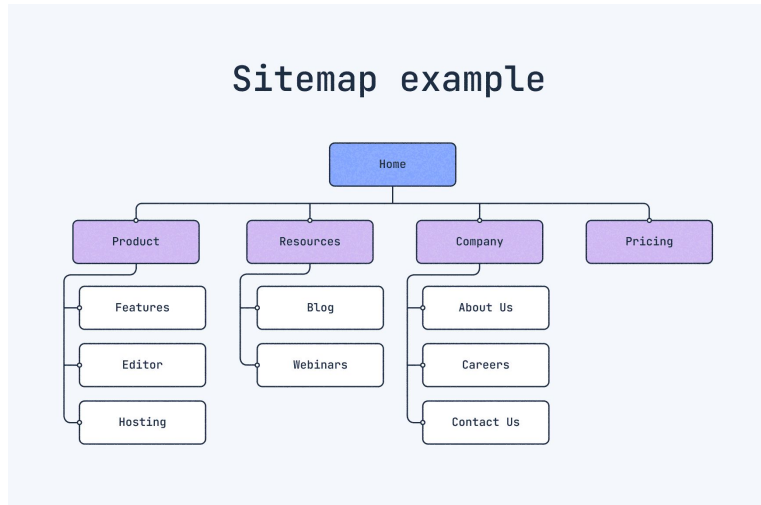 Sitemap example
Home
Product
Resources
Company
Pricing
Features
Blog
About Us
Editor
Webinars
Careers
Hosting
Contact Us